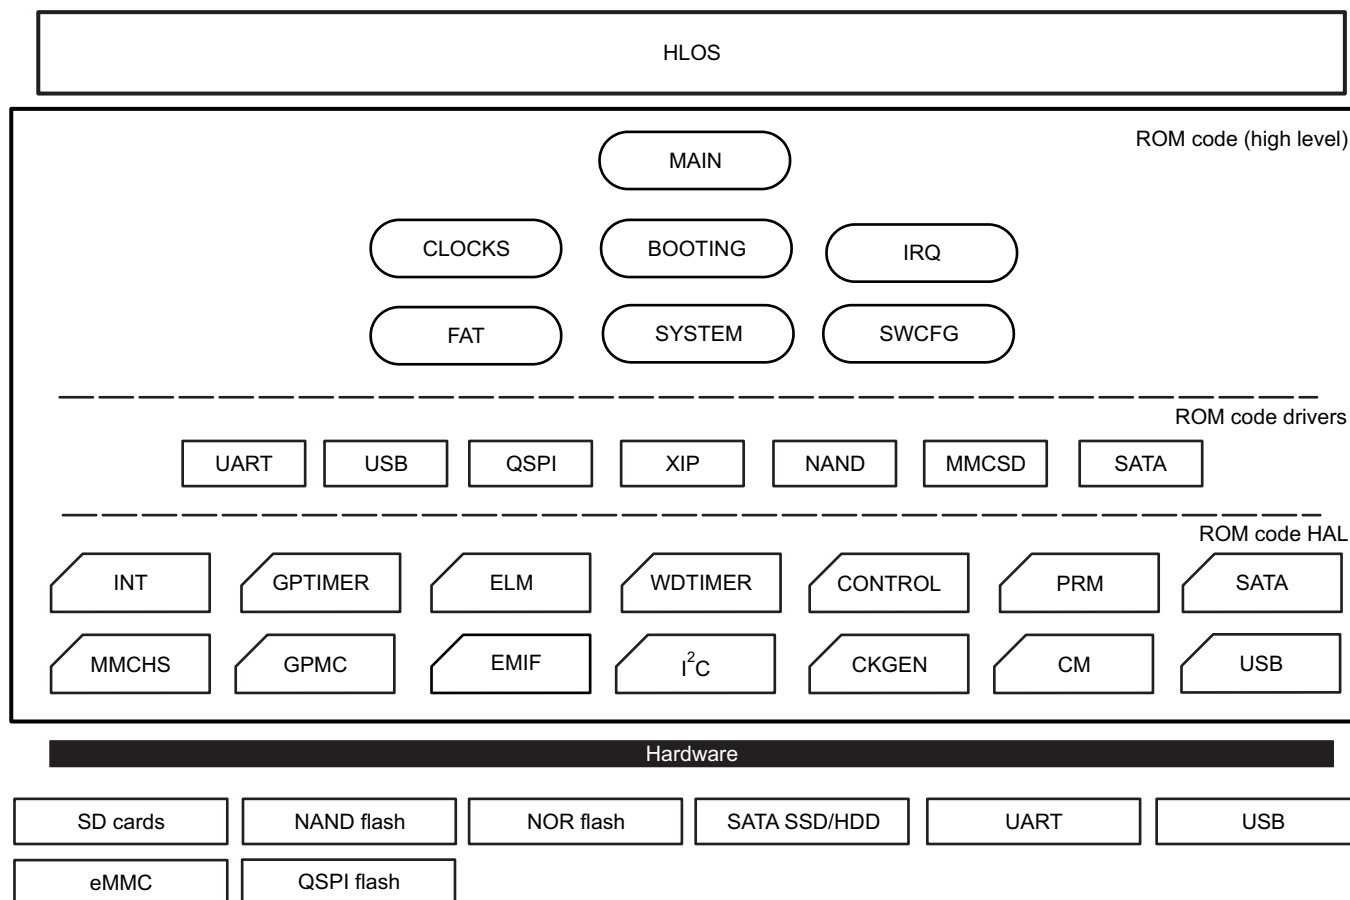 HLOS
ROM code (high level)
MAIN
CLOCKS
BOOTING
IRQ
FAT
SYSTEM
SWCFG
ROM code drivers
UART
USB
QSPI
XIP
NAND
MMCSD
SATA
ROM code HAL
INT
GPTIMER
ELM
WDTIMER
CONTROL
PRM
SATA
MMCHS
GPMC
EMIF
I²C
CKGEN
CM
USB
Hardware
SD cards
NAND flash
NOR flash
SATA SSD/HDD
UART
USB
eMMC
QSPI flash